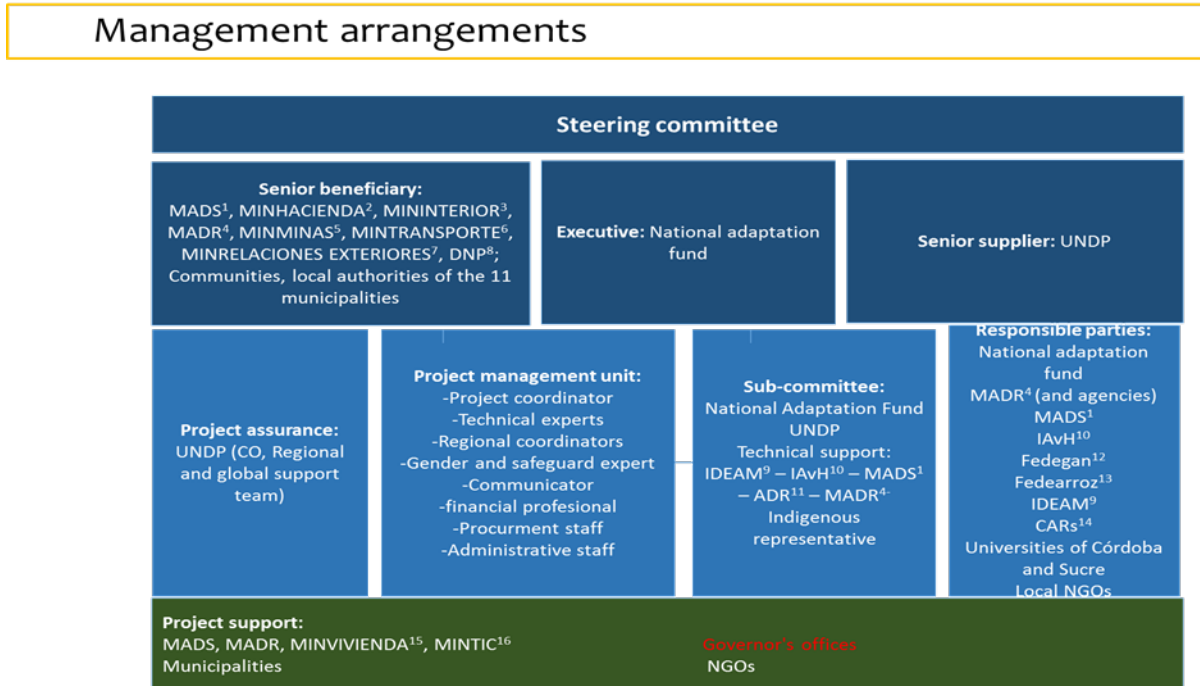 Management arrangements
Steering committee
Senior beneficiary:
MADS¹, MINHACIENDA², MININTERIOR³,
MADR⁴, MINMINAS⁵, MINTRANSPORTE⁶,
MINRELACIONES EXTERIORES⁷, DNP⁸;
Communities, local authorities of the 11
municipalities
Executive: National adaptation
fund
Senior supplier: UNDP
Project assurance:
UNDP (CO, Regional
and global support
team)
Project management unit:
-Project coordinator
-Technical experts
-Regional coordinators
-Gender and safeguard expert
-Communicator
-financial profesional
-Procurment staff
-Administrative staff
Sub-committee:
National Adaptation Fund
UNDP
Technical support:
IDEAM⁹ – IAvH¹⁰ – MADS¹
– ADR¹¹ – MADR⁴⁻
Indigenous
representative
Responsible parties:
National adaptation
fund
MADR⁴ (and agencies)
MADS¹
IAvH¹⁰
Fedegan¹²
Fedearroz¹³
IDEAM⁹
CARs¹⁴
Universities of Córdoba
and Sucre
Local NGOs
Project support:
MADS, MADR, MINVIVIENDA¹⁵, MINTIC¹⁶
Municipalities
Governor's offices
NGOs